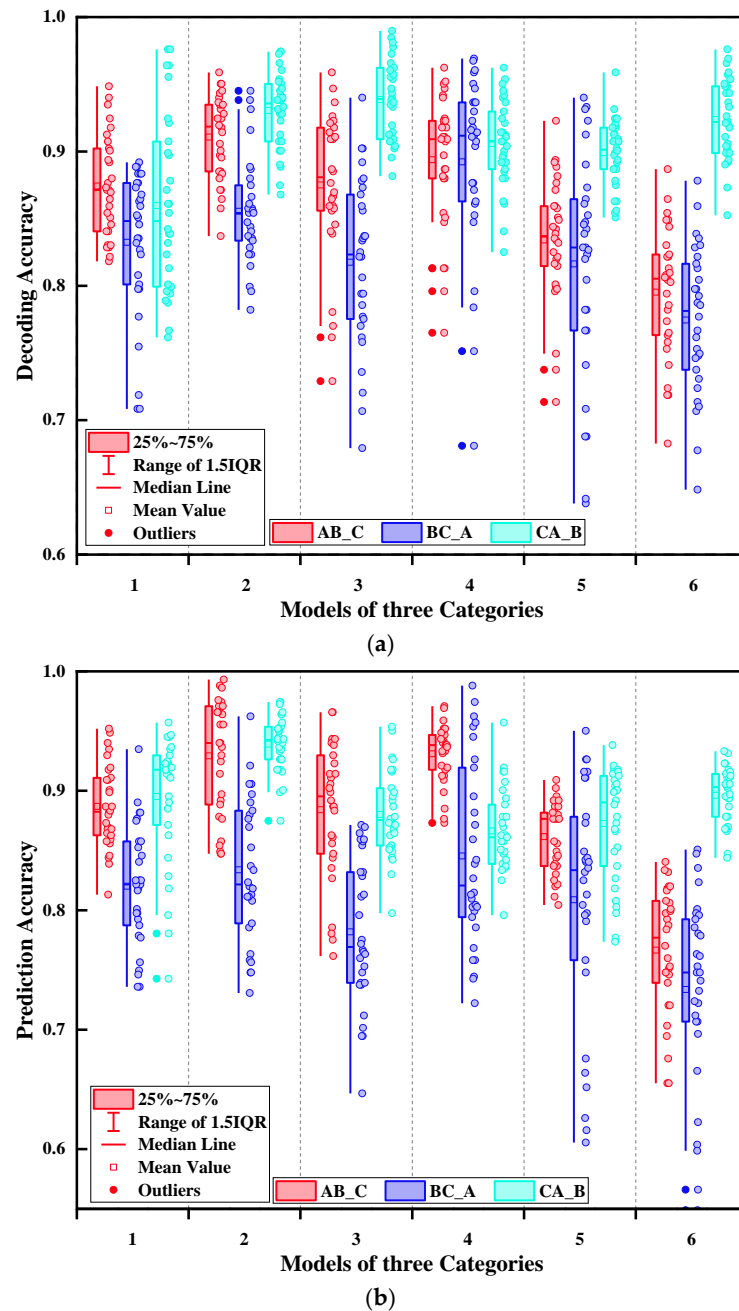 1.0
0.9
0.8
0.7
0.6
Decoding Accuracy
25%~75%
Range of 1.5IQR
Median Line
Mean Value
Outliers
AB_C BC_A CA_B
1 2 3 4 5 6
Models of three Categories
(a)
1.0
0.9
0.8
0.7
0.6
Prediction Accuracy
25%~75%
Range of 1.5IQR
Median Line
Mean Value
Outliers
AB_C BC_A CA_B
1 2 3 4 5 6
Models of three Categories
(b)